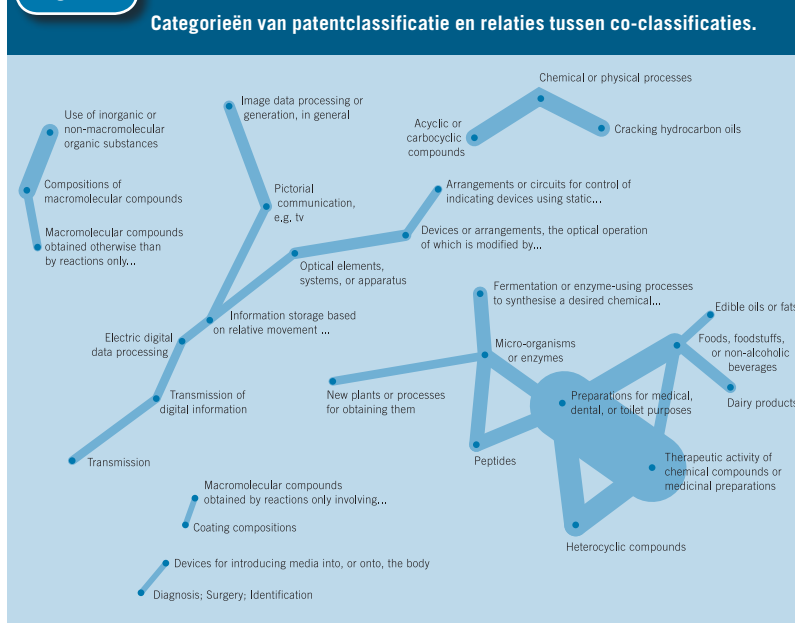 Categorieën van patentclassificatie en relaties tussen co-classificaties.
Chemical or physical processes
Image data processing or
generation, in general
Use of inorganic or
non-macromolecular
organic substances
Acyclic or
carbocyclic
compounds
Cracking hydrocarbon oils
Compositions of
macromolecular compounds
Pictorial
communication,
e.g. tv
Arrangements or circuits for control of
indicating devices using static...
Macromolecular compounds
obtained otherwise than
by reactions only...
Devices or arrangements, the optical operation
of which is modified by...
Optical elements,
systems, or apparatus
Fermentation or enzyme-using processes
to synthesise a desired chemical...
Edible oils or fats
Information storage based
on relative movement ...
Electric digital
data processing
Micro-organisms
or enzymes
Foods, foodstuffs,
or non-alcoholic
beverages
Transmission of
digital information
New plants or processes
for obtaining them
Preparations for medical,
dental, or toilet purposes
Dairy products
Transmission
Peptides
Therapeutic activity of
chemical compounds or
medicinal preparations
Macromolecular compounds
obtained by reactions only involving...
Coating compositions
Heterocyclic compounds
Devices for introducing media into, or onto, the body
Diagnosis; Surgery; Identification